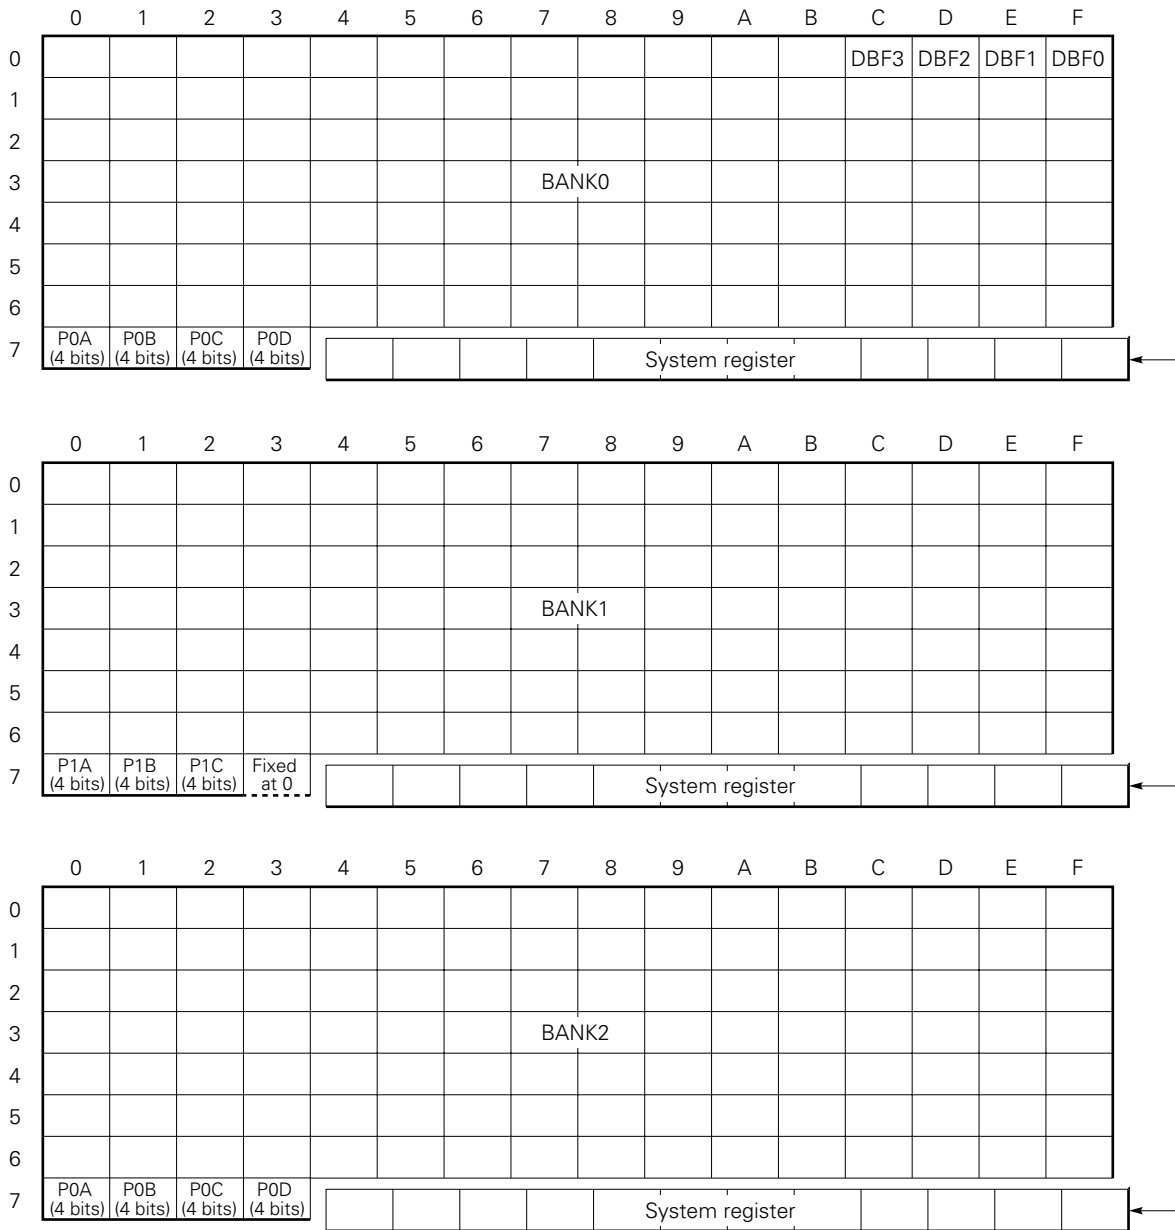 0 1 2 3 4 5 6 7 8 9 A B C D E F
0 DBF3 DBF2 DBF1 DBF0
1
2
3 BANK0
4
5
6
7 P0A (4 bits) P0B (4 bits) P0C (4 bits) P0D (4 bits) System register
0 1 2 3 4 5 6 7 8 9 A B C D E F
0
1
2
3 BANK1
4
5
6
7 P1A (4 bits) P1B (4 bits) P1C (4 bits) Fixed at 0 System register
0 1 2 3 4 5 6 7 8 9 A B C D E F
0
1
2
3 BANK2
4
5
6
7 P0A (4 bits) P0B (4 bits) P0C (4 bits) P0D (4 bits) System register